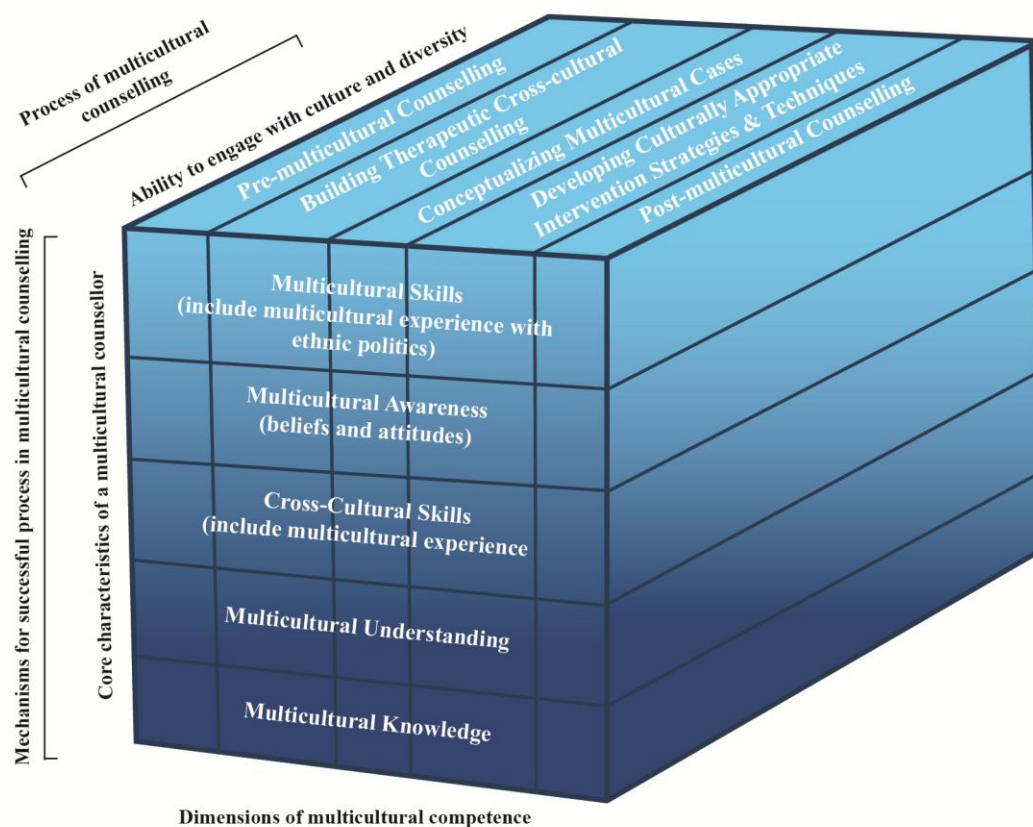 Process of multicultural
counselling
Ability to engage with culture and diversity
Pre-multicultural Counselling
Building Therapeutic Cross-cultural
Counselling
Conceptualizing Multicultural Cases
Developing Culturally Appropriate
Intervention Strategies & Techniques
Post-multicultural Counselling
Mechanisms for successful process in multicultural counselling
Core characteristics of a multicultural counsellor
Multicultural Skills
(include multicultural experience with
ethnic politics)
Multicultural Awareness
(beliefs and attitudes)
Cross-Cultural Skills
(include multicultural experience
Multicultural Understanding
Multicultural Knowledge
Dimensions of multicultural competence